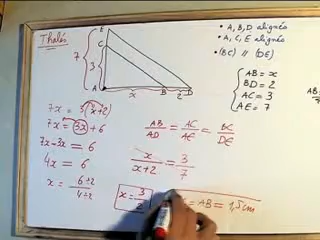 Thalès
• A, B, D alignés
• A, C, E alignés
• (BC) // (DE)
E
C
7
3
A
B
D
x
2
AB = x
BD = 2
AC = 3
AE = 7
7x = 3(x+2)
7x = 3x + 6
7x - 3x = 6
4x = 6
x = 6÷2 / 4÷2
AB/AD = AC/AE = BC/DE
x/x+2 = 3/7
x = 3/2
= AB = 1,5 cm